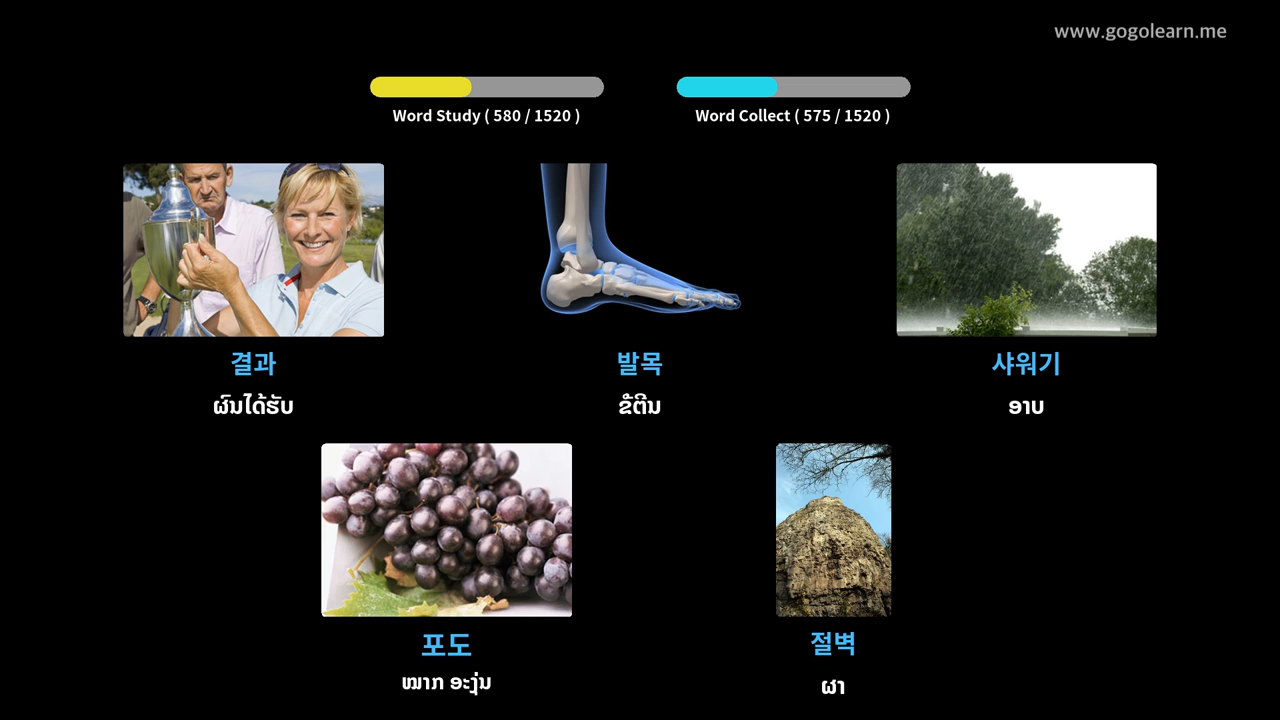 www.gogolearn.me
Word Study ( 580 / 1520 )
Word Collect ( 575 / 1520 )
결과
ຜົນໄດ້ຮັບ
발목
ຂໍ້ຕີນ
샤워기
ອາບ
포도
ໝາກ ອະງຸ່ນ
절벽
ຜາ